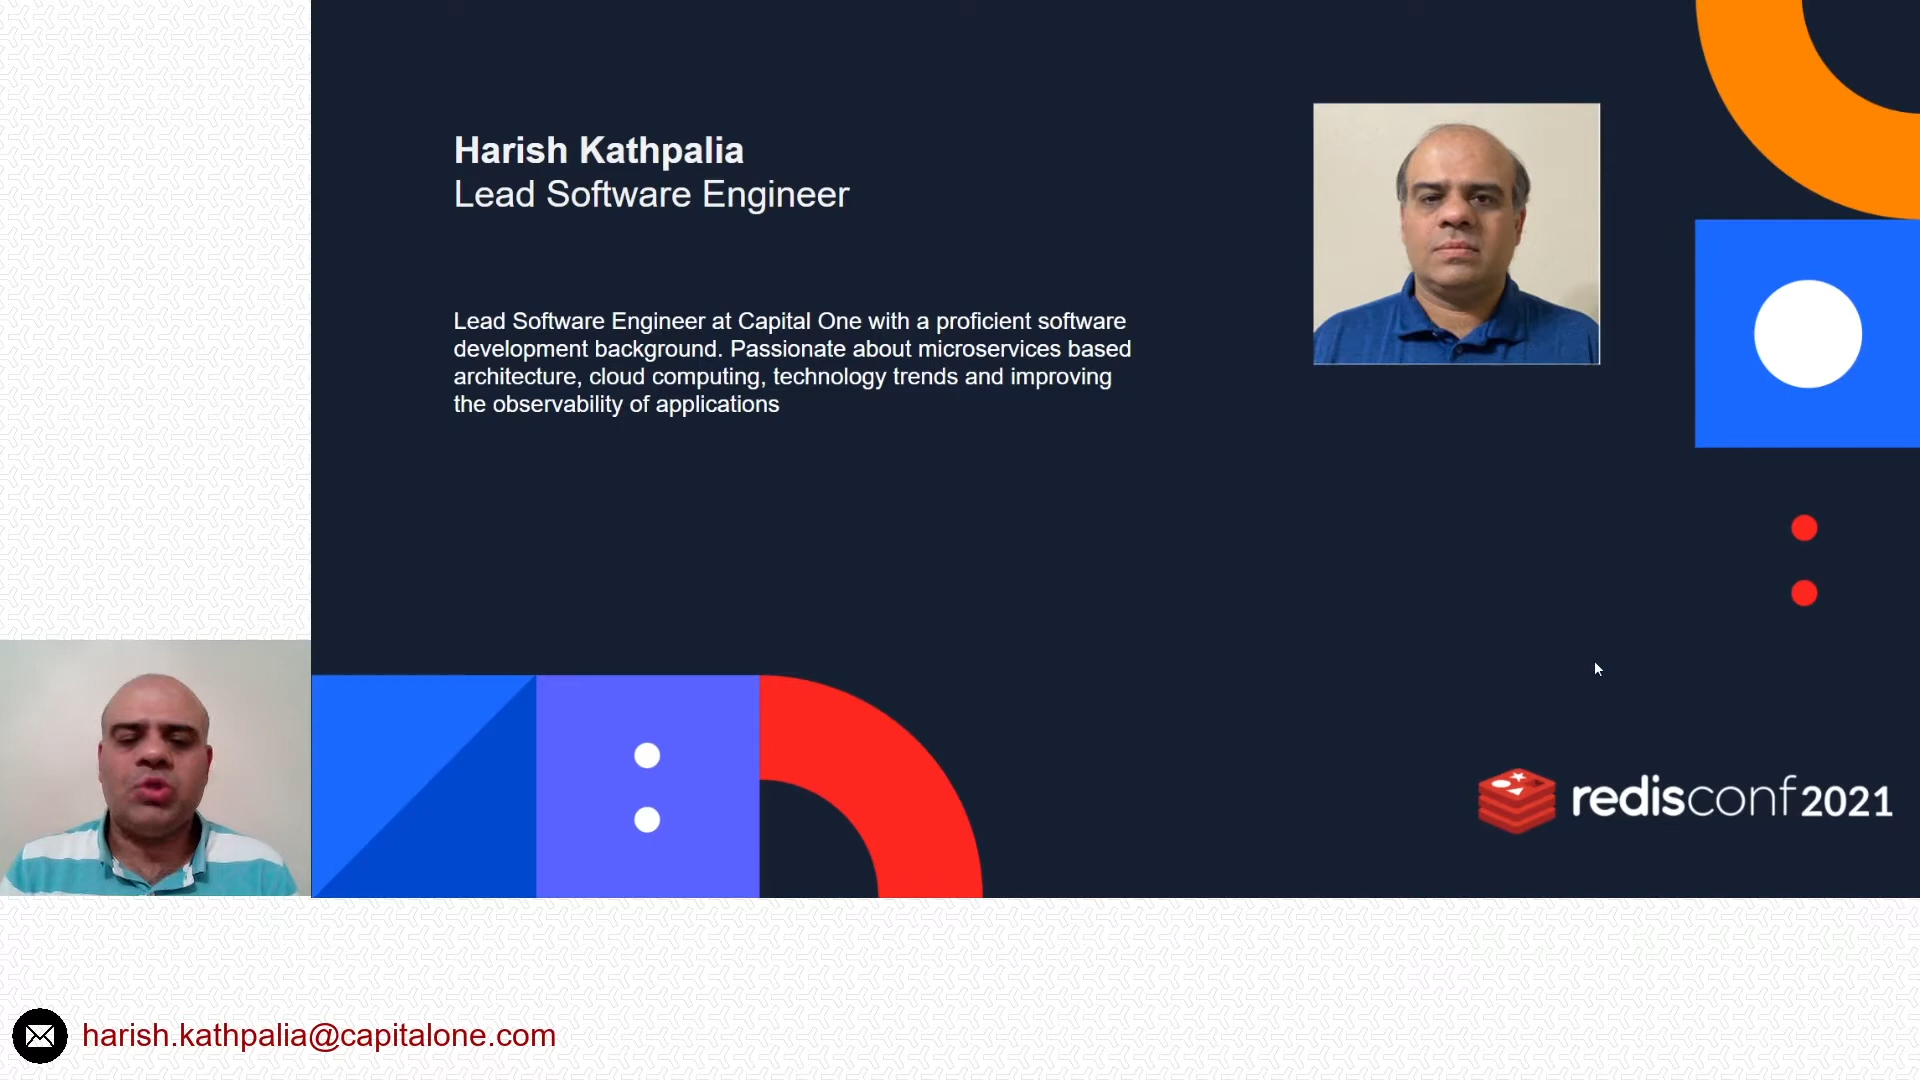 Harish Kathpalia
Lead Software Engineer
Lead Software Engineer at Capital One with a proficient software
development background. Passionate about microservices based
architecture, cloud computing, technology trends and improving
the observability of applications
redisconf2021
harish.kathpalia@capitalone.com